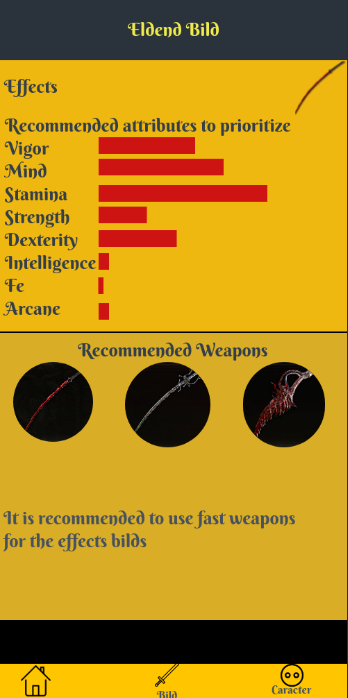 Eldend Bild
Effects
Recommended attributes to prioritize
Vigor
Mind
Stamina
Strength
Dexterity
Intelligence
Fe
Arcane
Recommended Weapons
It is recommended to use fast weapons
for the effects bilds
Bild
Caracter